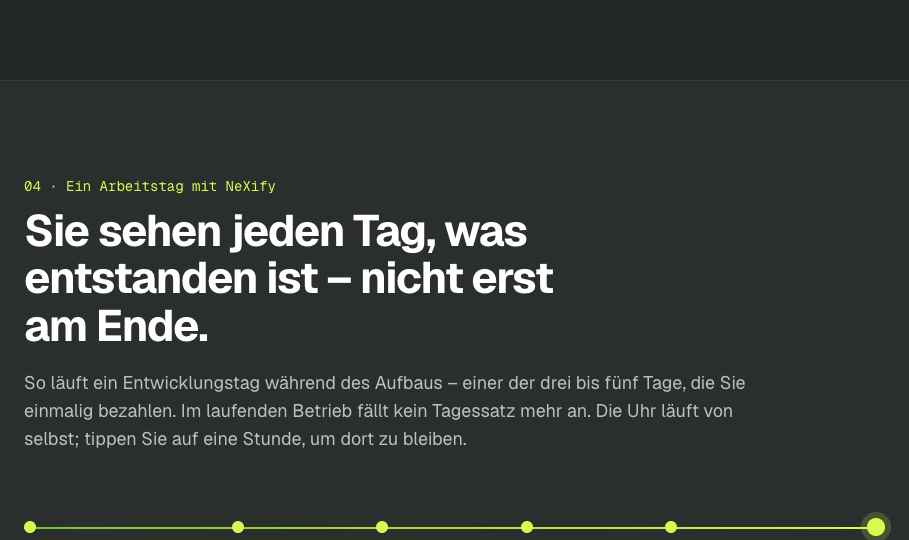 04 · Ein Arbeitstag mit NeXify
Sie sehen jeden Tag, was
entstanden ist – nicht erst
am Ende.
So läuft ein Entwicklungstag während des Aufbaus – einer der drei bis fünf Tage, die Sie
einmalig bezahlen. Im laufenden Betrieb fällt kein Tagessatz mehr an. Die Uhr läuft von
selbst; tippen Sie auf eine Stunde, um dort zu bleiben.